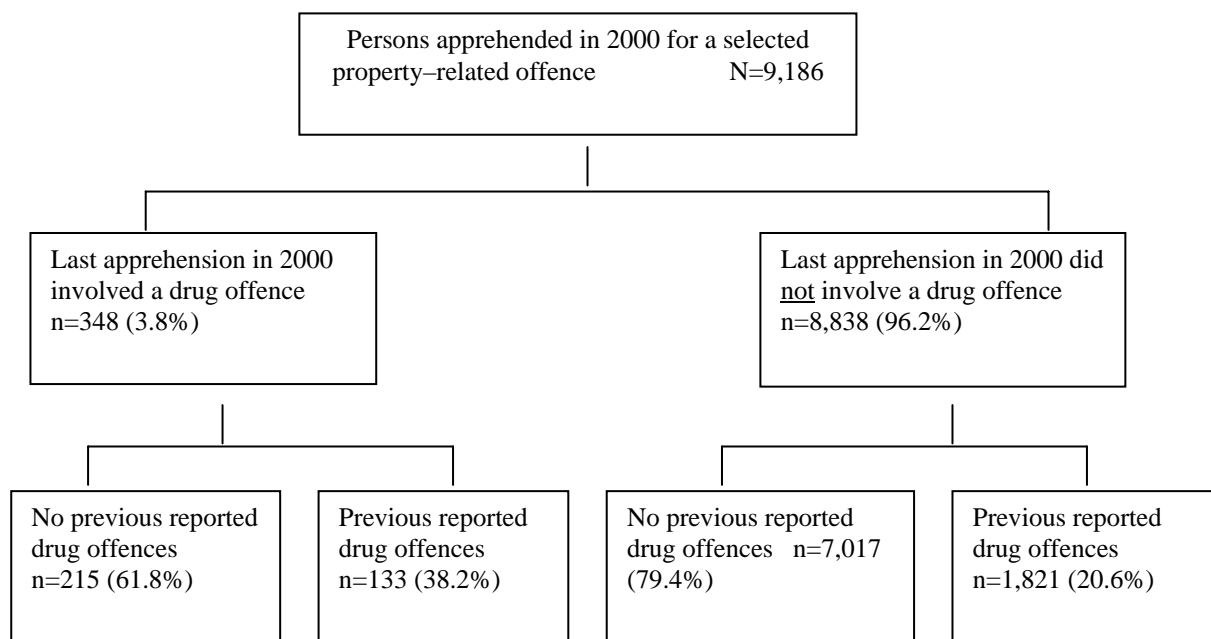 Persons apprehended in 2000 for a selected
property–related offence N=9,186
Last apprehension in 2000
involved a drug offence
n=348 (3.8%)
Last apprehension in 2000 did
not involve a drug offence
n=8,838 (96.2%)
No previous reported
drug offences
n=215 (61.8%)
Previous reported
drug offences
n=133 (38.2%)
No previous reported
drug offences n=7,017
(79.4%)
Previous reported
drug offences
n=1,821 (20.6%)